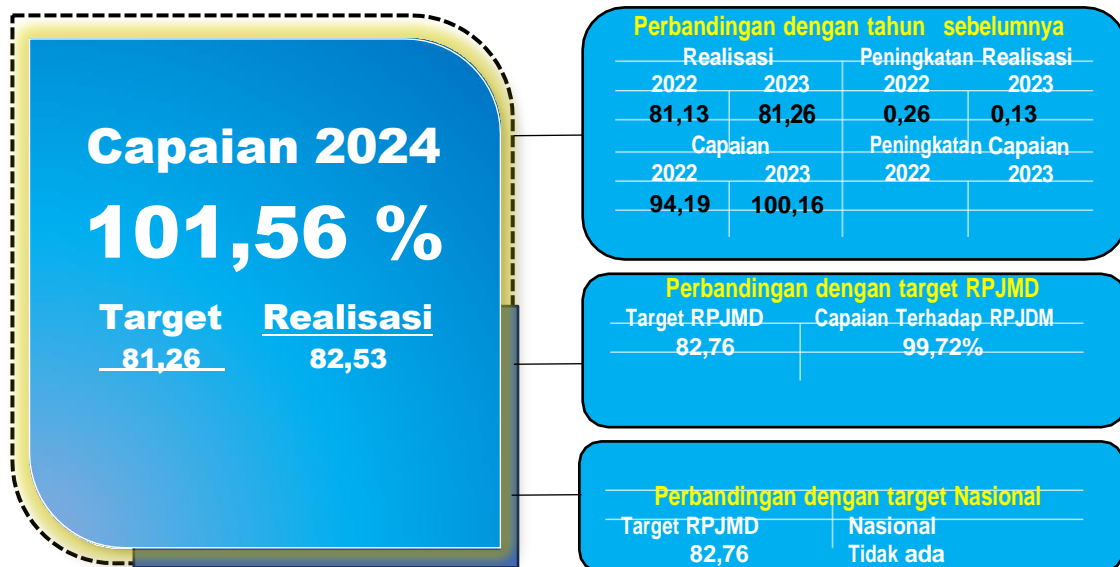 Capaian 2024
101,56 %
Target Realisasi
81,26 82,53
Perbandingan dengan tahun sebelumnya
Realisasi Peningkatan Realisasi
2022 2023 2022 2023
81,13 81,26 0,26 0,13
Capaian Peningkatan Capaian
2022 2023 2022 2023
94,19 100,16
Perbandingan dengan target RPJMD
Target RPJMD Capaian Terhadap RPJDM
82,76 99,72%
Perbandingan dengan target Nasional
Target RPJMD Nasional
82,76 Tidak ada